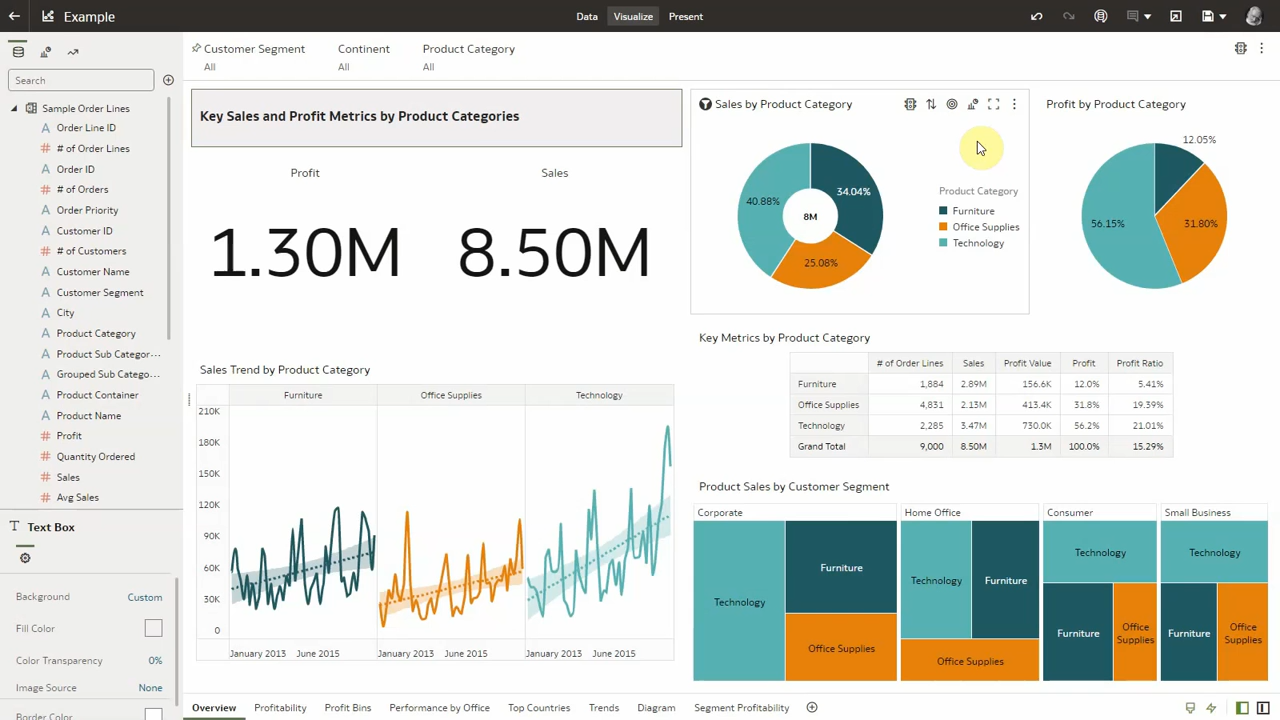 Example
Data
Visualize
Present
Customer Segment
All
Continent
All
Product Category
All
Search
Sample Order Lines
A Order Line ID
# # of Order Lines
A Order ID
# # of Orders
A Order Priority
A Customer ID
# # of Customers
A Customer Name
A Customer Segment
A City
A Product Category
A Product Sub Categor...
A Grouped Sub Catego...
A Product Container
A Product Name
# Profit
# Quantity Ordered
# Sales
# Avg Sales
T Text Box
Background Custom
Fill Color
Color Transparency 0%
Image Source None
Border Color
Key Sales and Profit Metrics by Product Categories
Profit
1.30M
Sales
8.50M
Sales by Product Category
34.04%
40.88%
8M
25.08%
Product Category
Furniture
Office Supplies
Technology
Profit by Product Category
12.05%
56.15%
31.80%
Key Metrics by Product Category
# of Order Lines Sales Profit Value Profit Profit Ratio
Furniture 1,884 2.89M 156.6K 12.0% 5.41%
Office Supplies 4,831 2.13M 413.4K 31.8% 19.39%
Technology 2,285 3.47M 730.0K 56.2% 21.01%
Grand Total 9,000 8.50M 1.3M 100.0% 15.29%
Sales Trend by Product Category
Furniture Office Supplies Technology
210K
180K
150K
120K
90K
60K
30K
0
January 2013 June 2015 January 2013 June 2015 January 2013 June 2015
Product Sales by Customer Segment
Corporate
Technology
Furniture
Office Supplies
Home Office
Technology
Furniture
Office Supplies
Consumer
Technology
Furniture
Office
Supplies
Small Business
Technology
Furniture
Office
Supplies
Overview
Profitability
Profit Bins
Performance by Office
Top Countries
Trends
Diagram
Segment Profitability